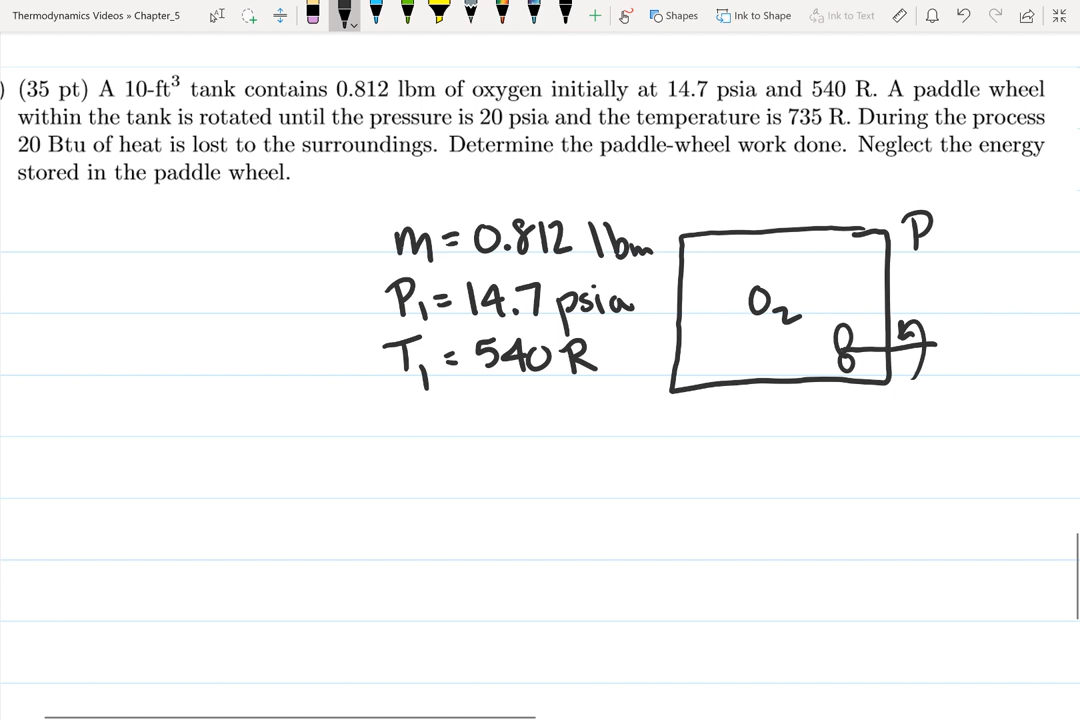 Thermodynamics Videos » Chapter_5
Shapes
Ink to Shape
Ink to Text
) (35 pt) A 10-ft³ tank contains 0.812 lbm of oxygen initially at 14.7 psia and 540 R. A paddle wheel
within the tank is rotated until the pressure is 20 psia and the temperature is 735 R. During the process
20 Btu of heat is lost to the surroundings. Determine the paddle-wheel work done. Neglect the energy
stored in the paddle wheel.
m = 0.812 lbm
P₁ = 14.7 psia
T₁ = 540 R
O₂
P